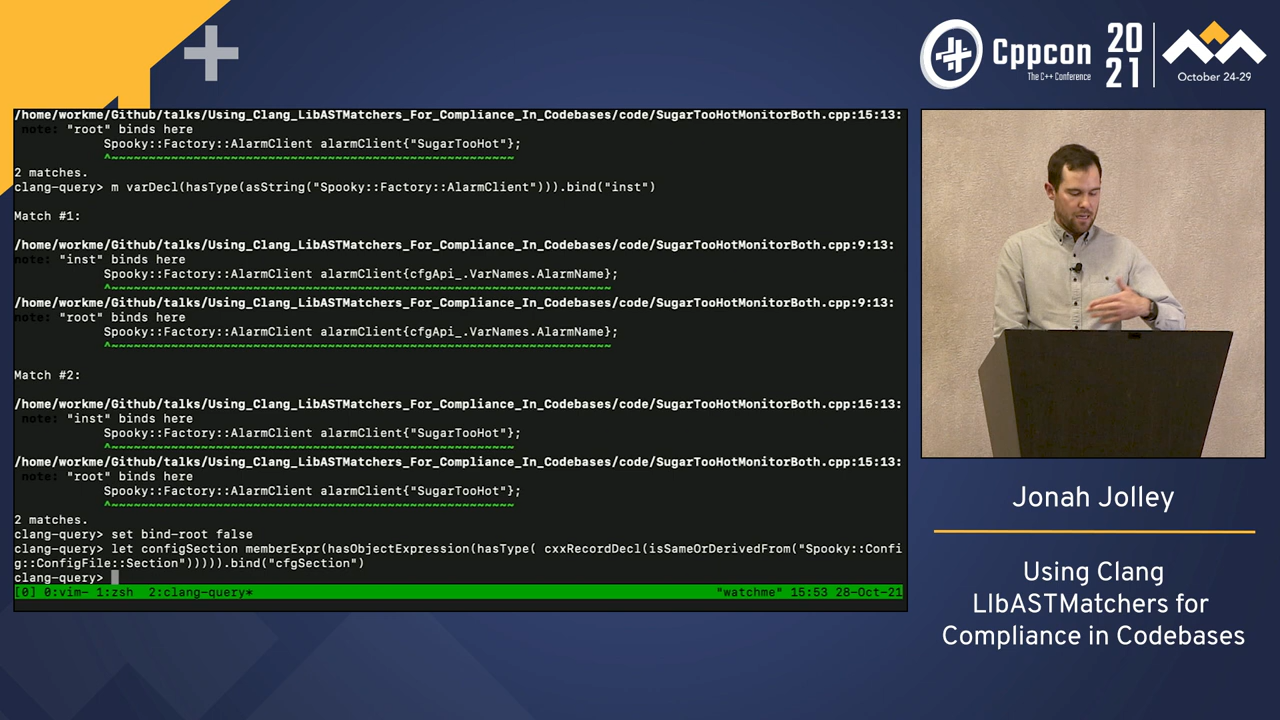 Cppcon
The C++ Conference
20
21
October 24-29
/home/workme/Github/talks/Using_Clang_LibASTMatchers_For_Compliance_In_Codebases/code/SugarTooHotMonitorBoth.cpp:15:13:
note: "root" binds here
Spooky::Factory::AlarmClient alarmClient{"SugarTooHot"};
^~~~~~~~~~~~~~~~~~~~~~~~~~~~~~~~~~~~~~~~~~~~~~~~~~~~~~~
2 matches.
clang-query> m varDecl(hasType(asString("Spooky::Factory::AlarmClient"))).bind("inst")
Match #1:
/home/workme/Github/talks/Using_Clang_LibASTMatchers_For_Compliance_In_Codebases/code/SugarTooHotMonitorBoth.cpp:9:13:
note: "inst" binds here
Spooky::Factory::AlarmClient alarmClient{cfgApi_.VarNames.AlarmName};
^~~~~~~~~~~~~~~~~~~~~~~~~~~~~~~~~~~~~~~~~~~~~~~~~~~~~~~~~~~~~~~~~~~~
/home/workme/Github/talks/Using_Clang_LibASTMatchers_For_Compliance_In_Codebases/code/SugarTooHotMonitorBoth.cpp:9:13:
note: "root" binds here
Spooky::Factory::AlarmClient alarmClient{cfgApi_.VarNames.AlarmName};
^~~~~~~~~~~~~~~~~~~~~~~~~~~~~~~~~~~~~~~~~~~~~~~~~~~~~~~~~~~~~~~~~~~~
Match #2:
/home/workme/Github/talks/Using_Clang_LibASTMatchers_For_Compliance_In_Codebases/code/SugarTooHotMonitorBoth.cpp:15:13:
note: "inst" binds here
Spooky::Factory::AlarmClient alarmClient{"SugarTooHot"};
^~~~~~~~~~~~~~~~~~~~~~~~~~~~~~~~~~~~~~~~~~~~~~~~~~~~~~~
/home/workme/Github/talks/Using_Clang_LibASTMatchers_For_Compliance_In_Codebases/code/SugarTooHotMonitorBoth.cpp:15:13:
note: "root" binds here
Spooky::Factory::AlarmClient alarmClient{"SugarTooHot"};
^~~~~~~~~~~~~~~~~~~~~~~~~~~~~~~~~~~~~~~~~~~~~~~~~~~~~~~
2 matches.
clang-query> set bind-root false
clang-query> let configSection memberExpr(hasObjectExpression(hasType( cxxRecordDecl(isSameOrDerivedFrom("Spooky::Confi
g::ConfigFile::Section"))))).bind("cfgSection")
clang-query>
[0] 0:vim- 1:zsh 2:clang-query* "watchme" 15:53 28-Oct-21
Jonah Jolley
Using Clang
LIbASTMatchers for
Compliance in Codebases